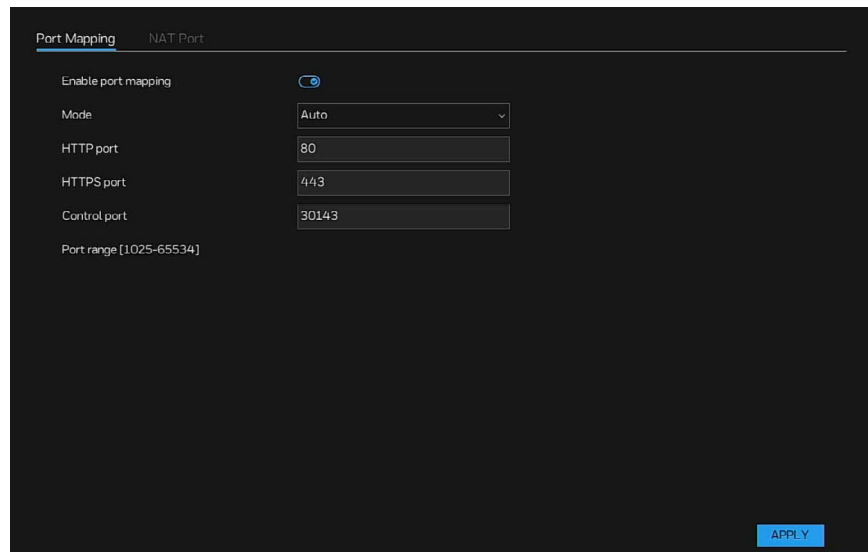 Port Mapping NAT Port
Enable port mapping
Mode Auto
HTTP port 80
HTTPS port 443
Control port 30143
Port range [1025-65534]
APPLY